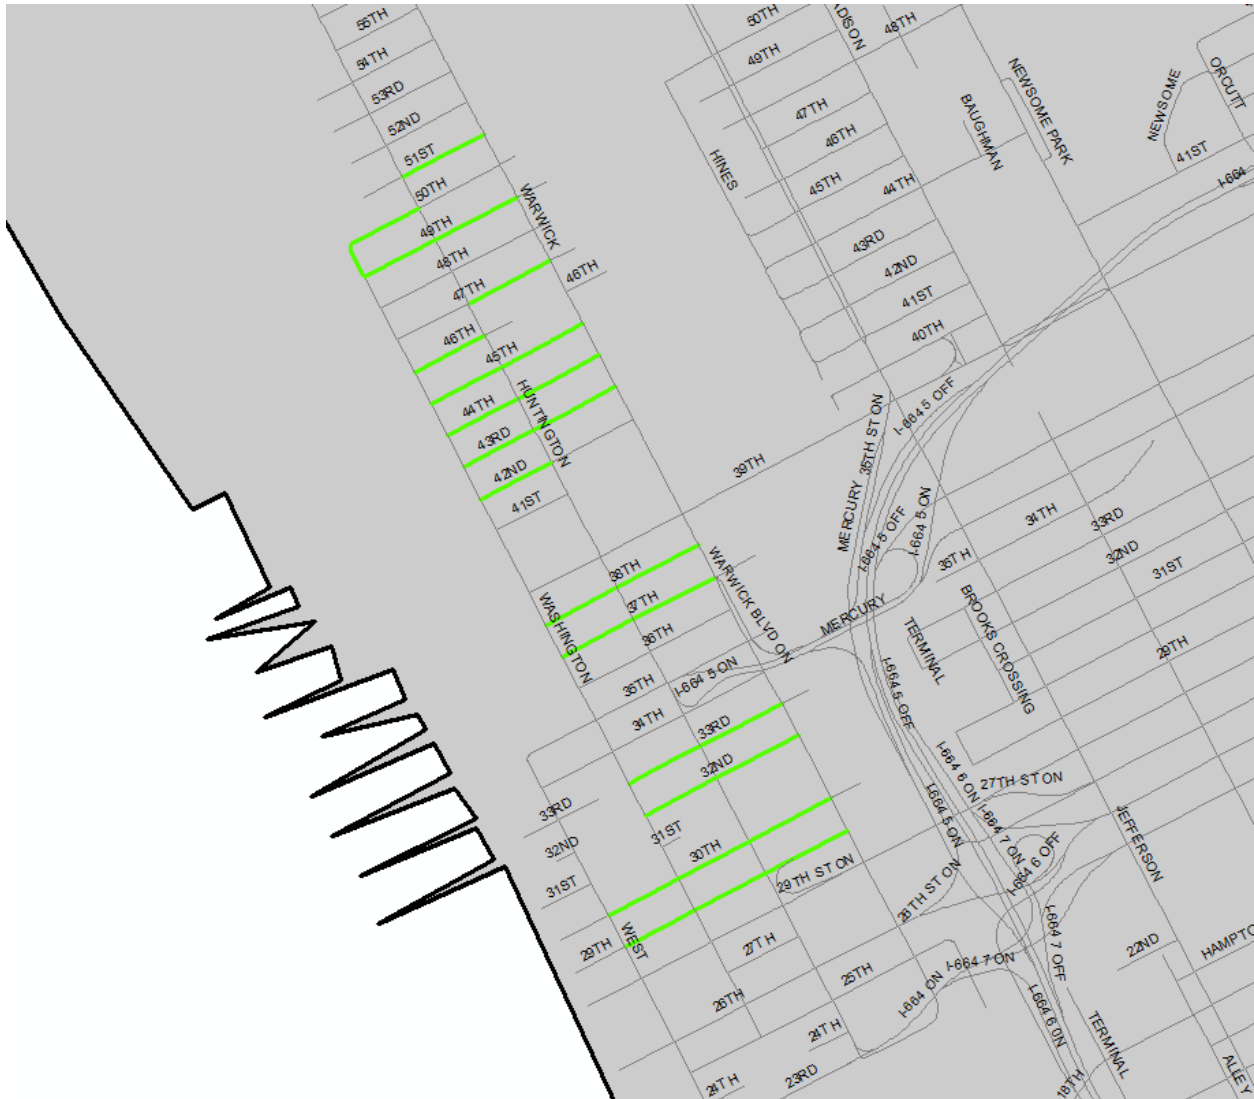 55TH
54TH
53RD
52ND
51ST
50TH
49TH
48TH
47TH
46TH
WARWICK
46TH
45TH
44TH
43RD
42ND
41ST
HUNTINGTON
50TH
49TH
MADISON
48TH
47TH
46TH
45TH
44TH
43RD
42ND
41ST
40TH
HINES
BAUGHMAN
NEWSOME PARK
NEWSOME
ORCUTT
41ST
I-664
39TH
MERCURY 35TH ST ON
I-664 5 OFF
I-664 5 OFF
I-664 5 ON
34TH
33RD
32ND
31ST
29TH
36TH
BROOKS CROSSING
TERMINAL
MERCURY
38TH
37TH
36TH
WARWICK BLVD ON
WASHINGTON
35TH
I-664 5 ON
34TH
33RD
32ND
31ST
30TH
29TH ST ON
33RD
32ND
31ST
29TH
WEST
I-664 5 OFF
I-664 6 ON
27TH ST ON
I-664 5 ON
I-664 7 ON
I-664 6 OFF
26TH ST ON
JEFFERSON
27TH
25TH
26TH
24TH
24TH
23RD
I-664 ON
I-664 7 ON
I-664 7 OFF
I-664 6 ON
22ND
HAMPTO
TERMINAL
18TH
ALLEY